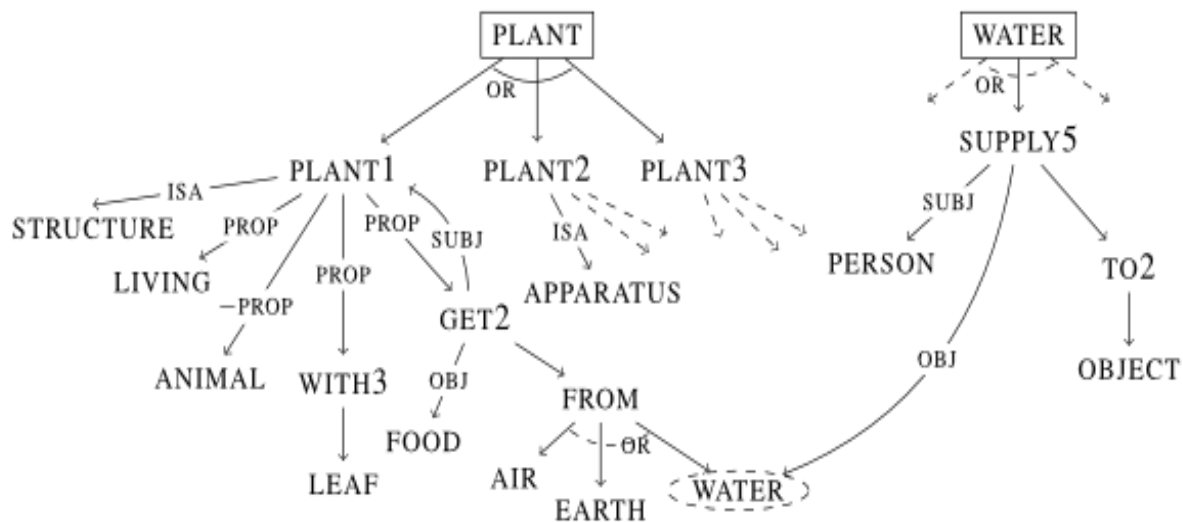 PLANT
WATER
OR
OR
PLANT1
PLANT2
PLANT3
SUPPLY5
ISA
STRUCTURE
PROP
PROP
SUBJ
ISA
SUBJ
LIVING
PROP
PERSON
TO2
APPARATUS
−PROP
GET2
ANIMAL
WITH3
OBJ
FROM
OBJ
OBJECT
FOOD
OR
LEAF
AIR
WATER
EARTH